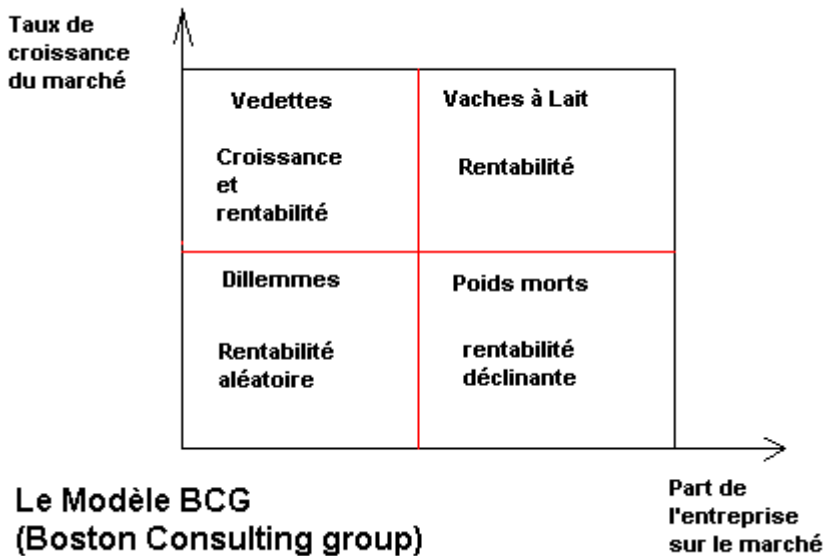 Taux de
croissance
du marché
Vedettes
Croissance
et
rentabilité
Vaches à Lait
Rentabilité
Dillemmes
Rentabilité
aléatoire
Poids morts
rentabilité
déclinante
Le Modèle BCG
(Boston Consulting group)
Part de
l'entreprise
sur le marché